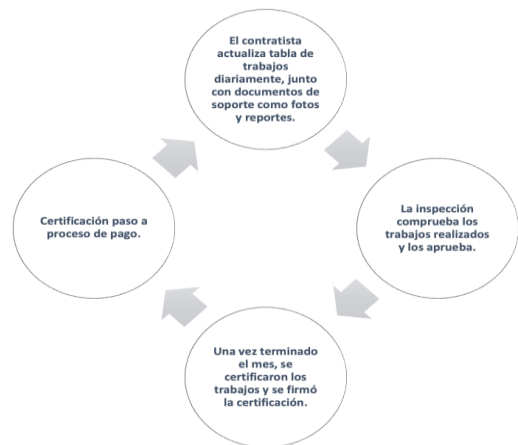 El contratista
actualiza tabla de
trabajos
diariamente, junto
con documentos de
soporte como fotos
y reportes.
La inspección
comprueba los
trabajos realizados
y los aprueba.
Una vez terminado
el mes, se
certificaron los
trabajos y se firmó
la certificación.
Certificación paso a
proceso de pago.